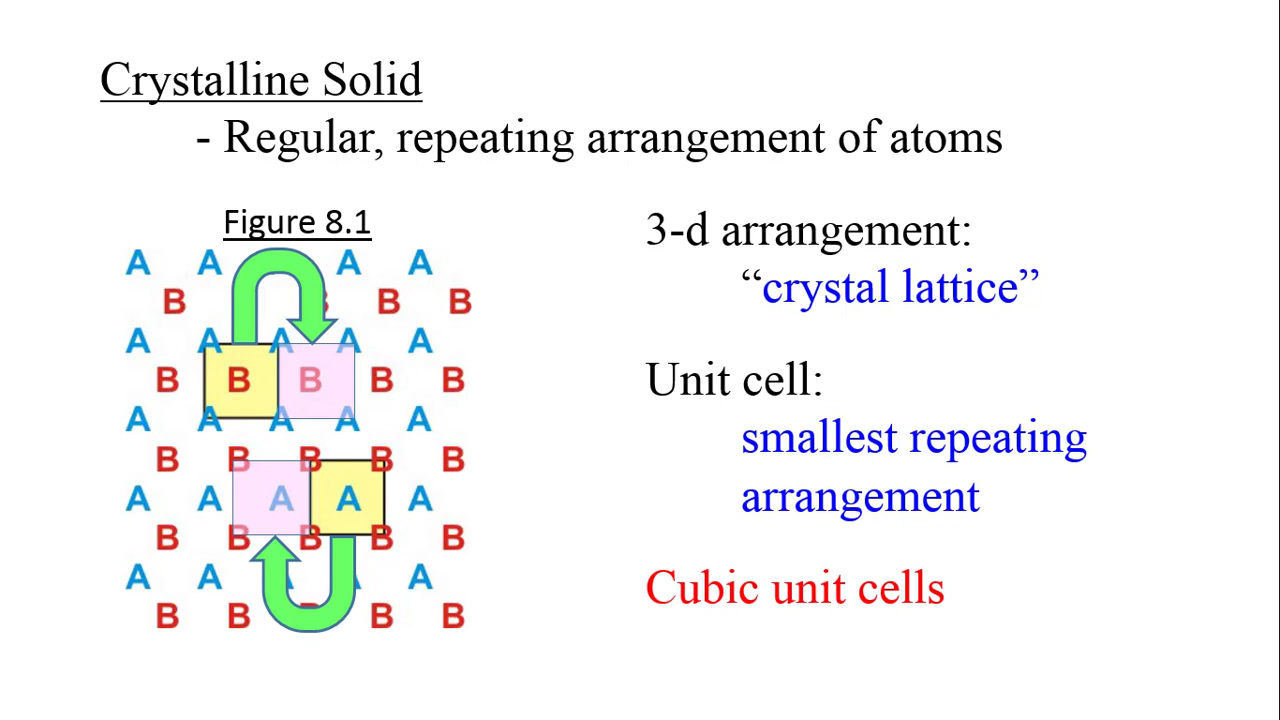 Crystalline Solid
- Regular, repeating arrangement of atoms
Figure 8.1
A A A A
B B B B
A A A A A
B B B B B
A A A A A
B B B B B
A A A A A
B B B B B
A A A A A
B B B B B
3-d arrangement:
“crystal lattice”
Unit cell:
smallest repeating
arrangement
Cubic unit cells